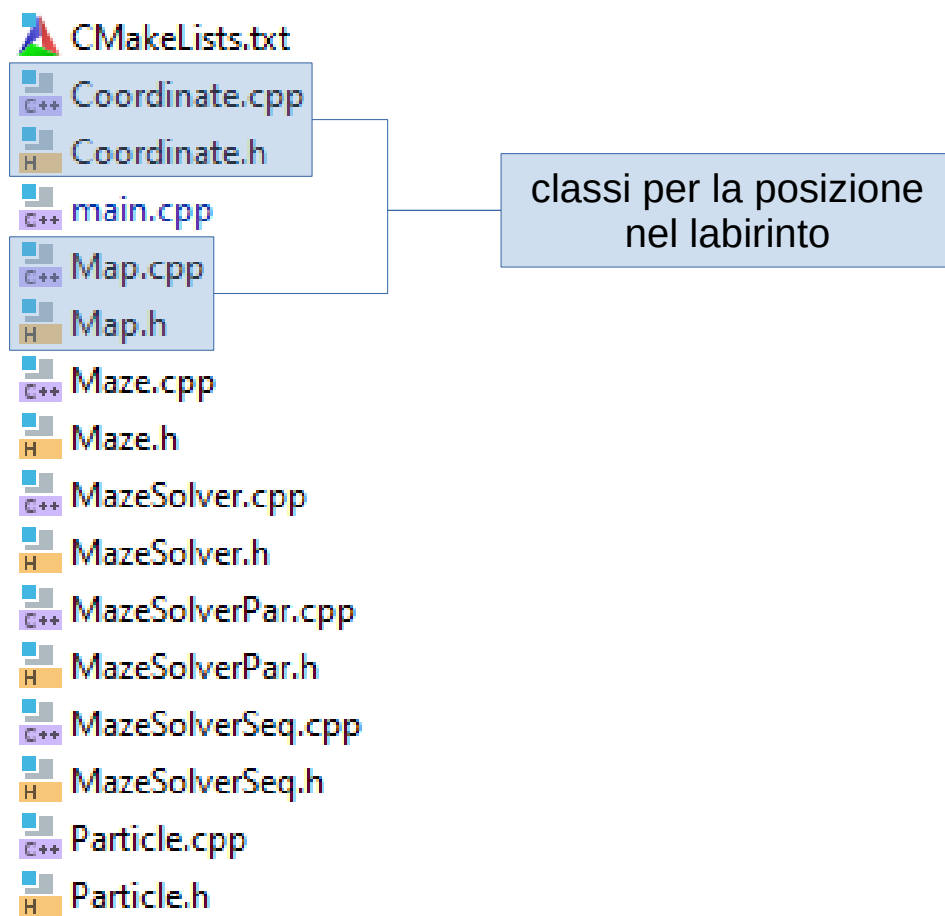 CMakeLists.txt
C++ Coordinate.cpp
H Coordinate.h
C++ main.cpp
C++ Map.cpp
H Map.h
C++ Maze.cpp
H Maze.h
C++ MazeSolver.cpp
H MazeSolver.h
C++ MazeSolverPar.cpp
H MazeSolverPar.h
C++ MazeSolverSeq.cpp
H MazeSolverSeq.h
C++ Particle.cpp
H Particle.h
classi per la posizione
nel labirinto